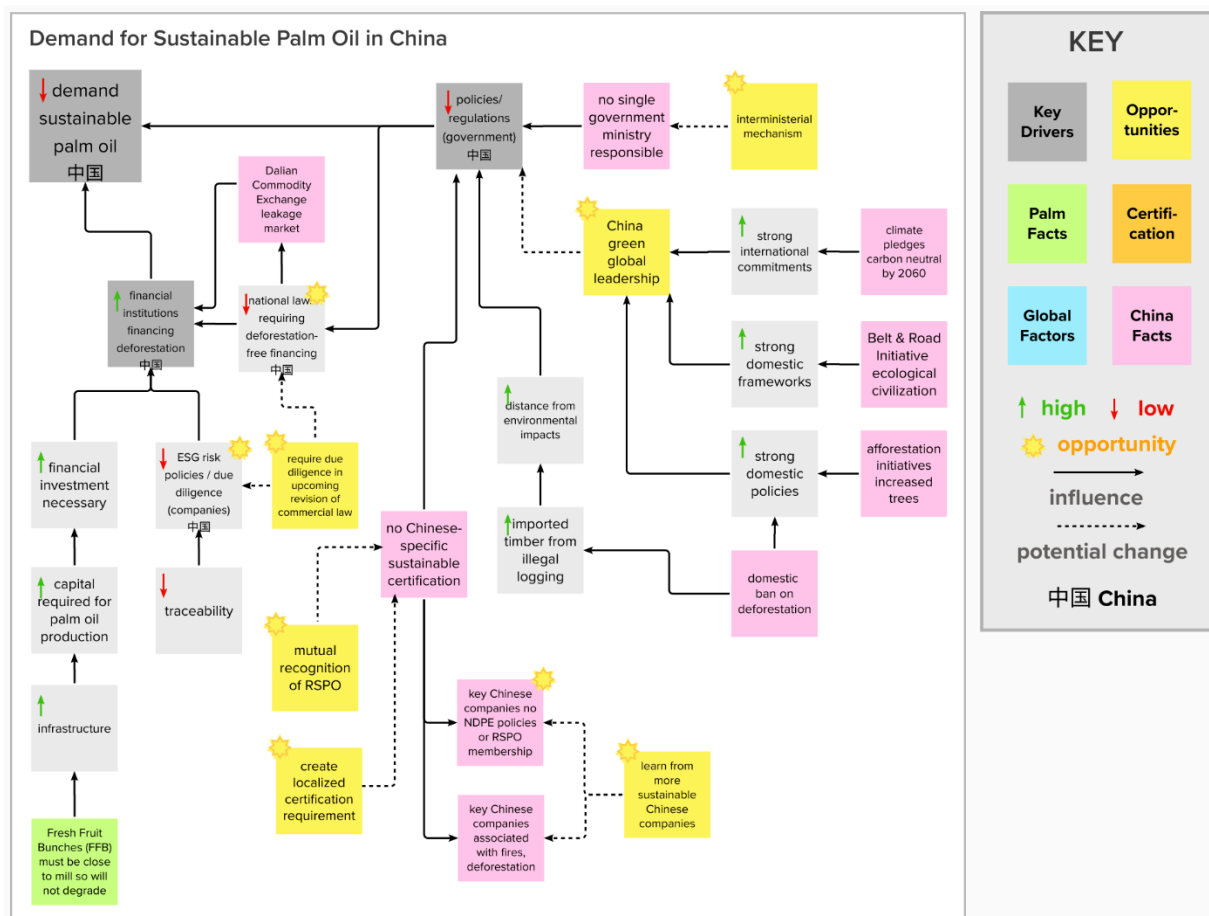 Demand for Sustainable Palm Oil in China
demand
sustainable
palm oil
中国
policies/
regulations
(government)
中国
no single
government
ministry
responsible
interministerial
mechanism
Dalian
Commodity
Exchange
leakage
market
China
green
global
leadership
strong
international
commitments
climate
pledges
carbon neutral
by 2060
financial
institutions
financing
deforestation
中国
national law
requiring
deforestation-
free financing
中国
strong
domestic
frameworks
Belt & Road
Initiative
ecological
civilization
distance from
environmental
impacts
financial
investment
necessary
ESG risk
policies / due
diligence
(companies)
中国
require due
diligence in
upcoming
revision of
commercial law
strong
domestic
policies
afforestation
initiatives
increased
trees
no Chinese-
specific
sustainable
certification
imported
timber from
illegal
logging
domestic
ban on
deforestation
capital
required for
palm oil
production
traceability
mutual
recognition
of RSPO
infrastructure
key Chinese
companies no
NDPE policies
or RSPO
membership
create
localized
certification
requirement
learn from
more
sustainable
Chinese
companies
key Chinese
companies
associated
with fires,
deforestation
Fresh Fruit
Bunches (FFB)
must be close
to mill so will
not degrade
KEY
Key
Drivers
Oppor-
tunities
Palm
Facts
Certifi-
cation
Global
Factors
China
Facts
high
low
opportunity
influence
potential change
中国 China